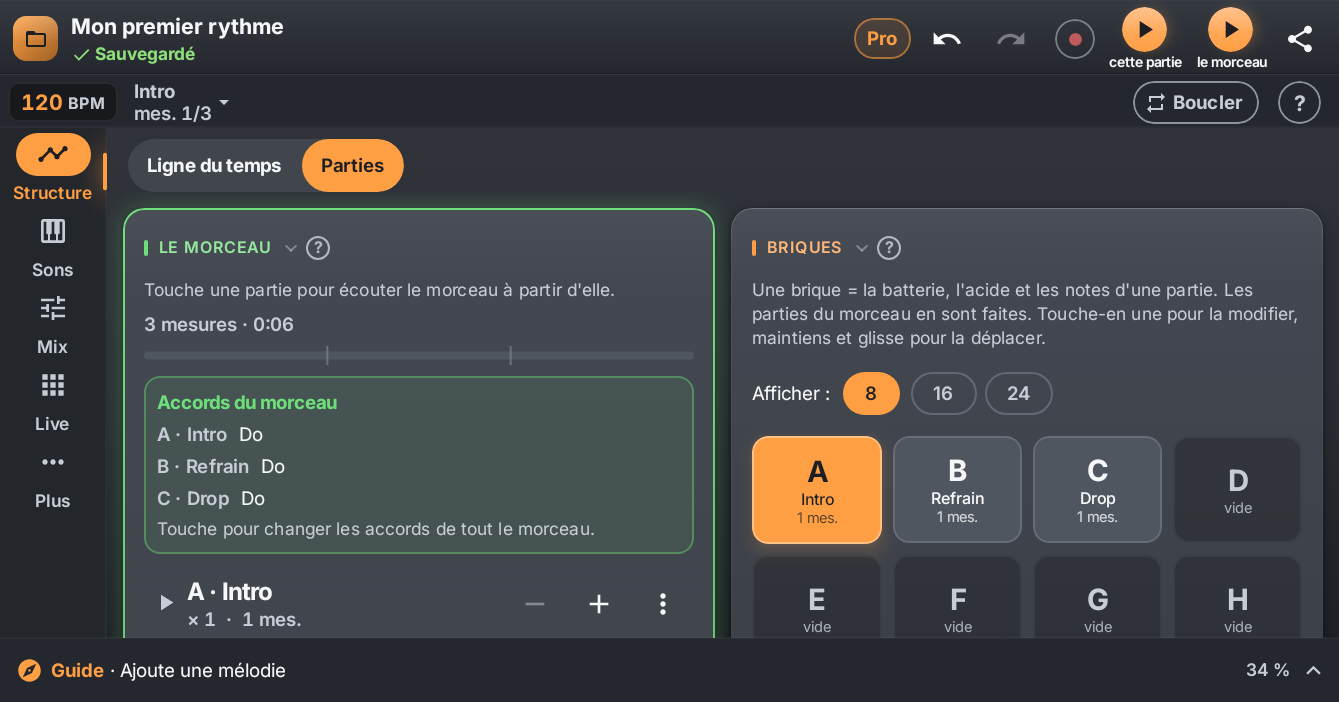 Mon premier rythme
Sauvegardé
Pro
cette partie
le morceau
120 BPM
Intro
mes. 1/3
Boucler
?
Structure
Sons
Mix
Live
Plus
Ligne du temps
Parties
LE MORCEAU
?
Touche une partie pour écouter le morceau à partir d'elle.
3 mesures · 0:06
Accords du morceau
A · Intro Do
B · Refrain Do
C · Drop Do
Touche pour changer les accords de tout le morceau.
A · Intro
× 1 · 1 mes.
BRIQUES
?
Une brique = la batterie, l'acide et les notes d'une partie. Les
parties du morceau en sont faites. Touche-en une pour la modifier,
maintiens et glisse pour la déplacer.
Afficher :
8
16
24
A
Intro
1 mes.
B
Refrain
1 mes.
C
Drop
1 mes.
D
vide
E
vide
F
vide
G
vide
H
vide
Guide · Ajoute une mélodie
34 %